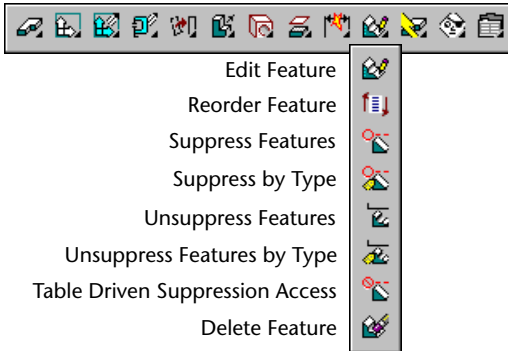 Edit Feature
Reorder Feature
Suppress Features
Suppress by Type
Unsuppress Features
Unsuppress Features by Type
Table Driven Suppression Access
Delete Feature